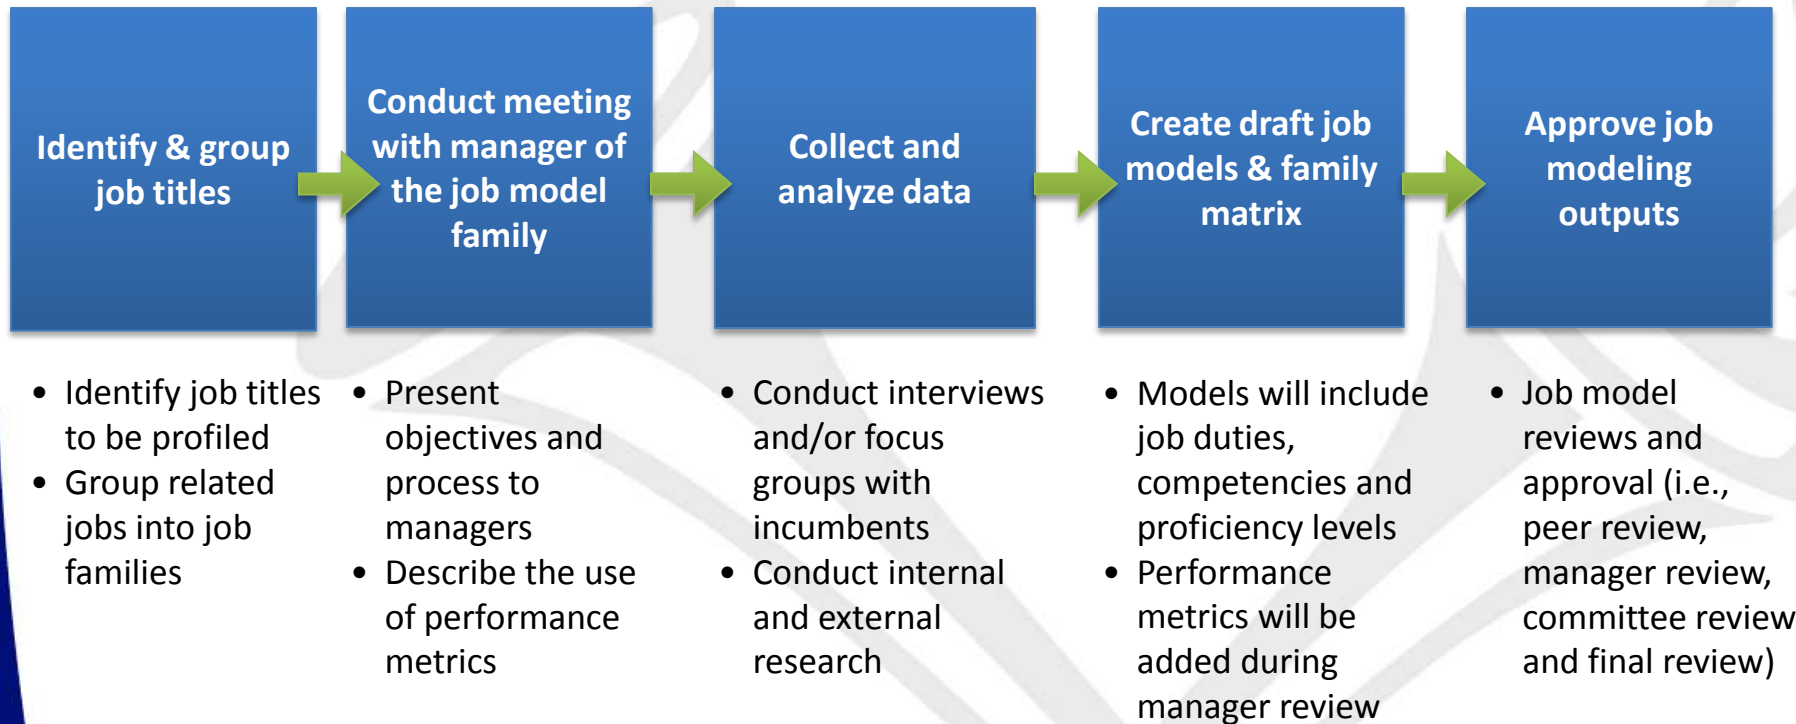 Identify & group
job titles
Conduct meeting
with manager of
the job model
family
Collect and
analyze data
Create draft job
models & family
matrix
Approve job
modeling
outputs
• Identify job titles
to be profiled
• Group related
jobs into job
families
• Present
objectives and
process to
managers
• Describe the use
of performance
metrics
• Conduct interviews
and/or focus
groups with
incumbents
• Conduct internal
and external
research
• Models will include
job duties,
competencies and
proficiency levels
• Performance
metrics will be
added during
manager review
• Job model
reviews and
approval (i.e.,
peer review,
manager review,
committee review
and final review)